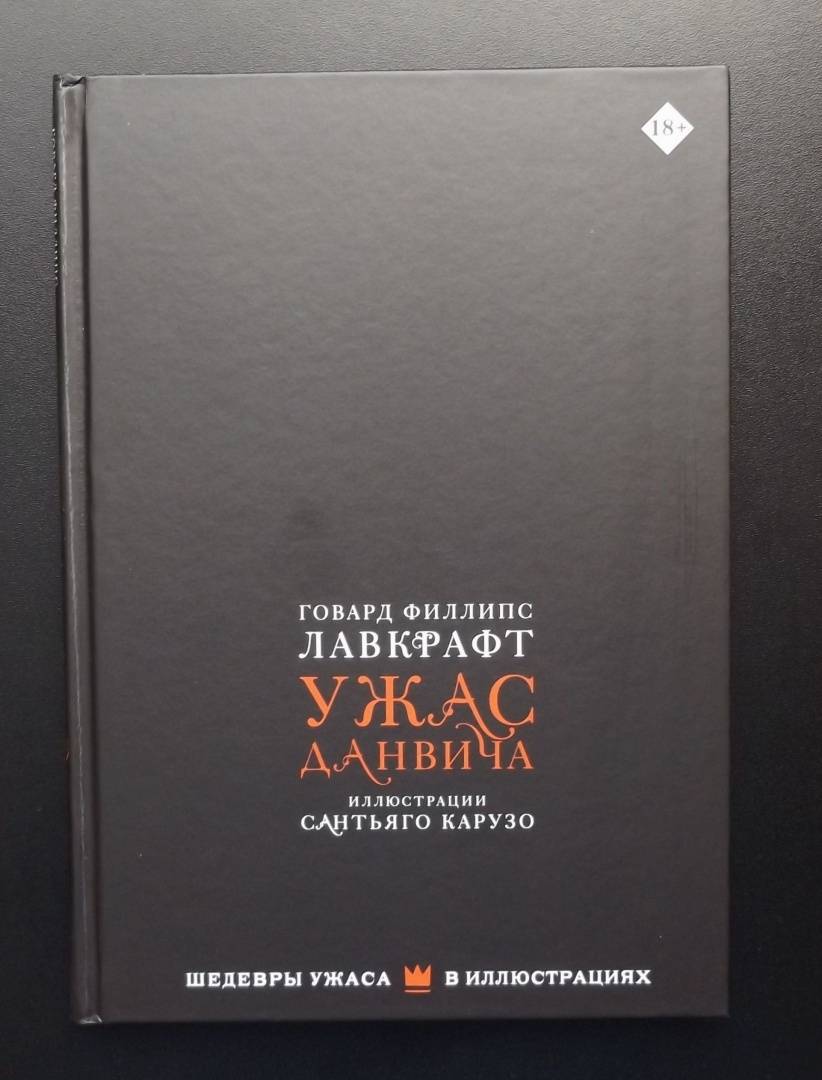 18+
ГОВАРД ФИЛЛИПС
ЛАВКРАФТ
УЖАС
ДАНВИЧА
ИЛЛЮСТРАЦИИ
САНТЬЯГО КАРУЗО
ШЕДЕВРЫ УЖАСА В ИЛЛЮСТРАЦИЯХ